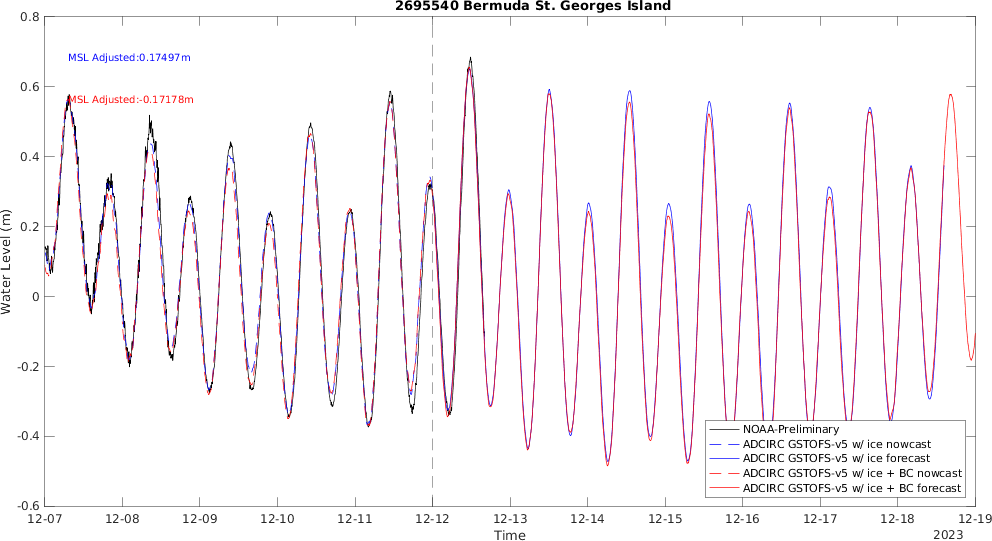 2695540 Bermuda St. Georges Island
0.8
0.6
0.4
0.2
0
-0.2
-0.4
-0.6
Water Level (m)
MSL Adjusted:0.17497m
MSL Adjusted:-0.17178m
NOAA-Preliminary
ADCIRC GSTOFS-v5 w/ ice nowcast
ADCIRC GSTOFS-v5 w/ ice forecast
ADCIRC GSTOFS-v5 w/ ice + BC nowcast
ADCIRC GSTOFS-v5 w/ ice + BC forecast
12-07 12-08 12-09 12-10 12-11 12-12 12-13 12-14 12-15 12-16 12-17 12-18 12-19
Time
2023